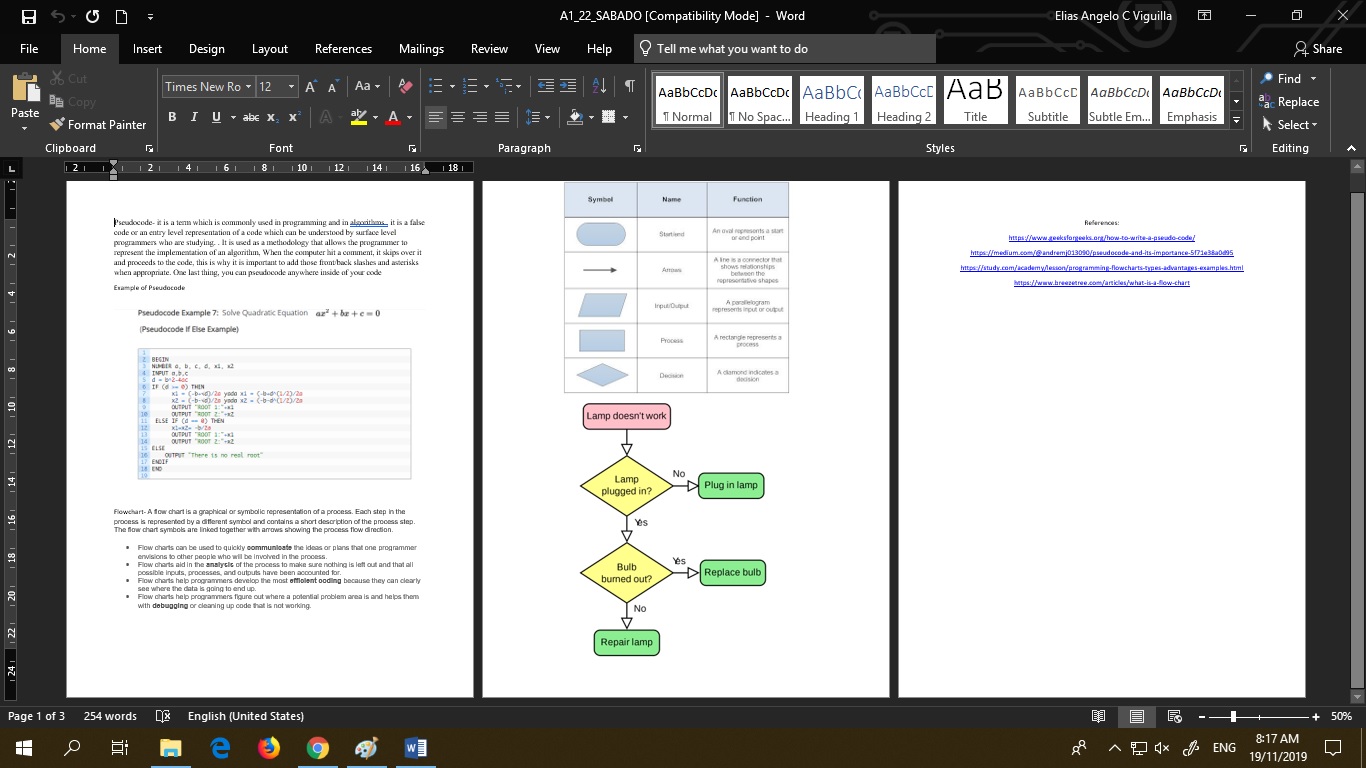 A1_22_SABADO [Compatibility Mode] - Word
Elias Angelo C Viguilla
File Home Insert Design Layout References Mailings Review View Help Tell me what you want to do Share
Paste
Cut
Copy
Format Painter
Clipboard
Times New Ro 12
Font
Paragraph
AaBbCcDc AaBbCcDc AaBbCc AaBbCcD AaB AaBbCcD AaBbCcDc AaBbCcDc
¶ Normal ¶ No Spac... Heading 1 Heading 2 Title Subtitle Subtle Em... Emphasis
Styles
Find
Replace
Select
Editing
2 2 4 6 8 10 12 14 16 18
Pseudocode- it is a term which is commonly used in programming and in algorithms.. it is a false
code or an entry level representation of a code which can be understood by surface level
programmers who are studying, . It is used as a methodology that allows the programmer to
represent the implementation of an algorithm, When the computer hit a comment, it skips over it
and proceeds to the code, this is why it is important to add those front/back slashes and asterisks
when appropriate. One last thing, you can pseudocode anywhere inside of your code
Example of Pseudocode
Pseudocode Example 7: Solve Quadratic Equation ax² + bx + c = 0
(Pseudocode If Else Example)
1
2 BEGIN
3 NUMBER a, b, c, d, x1, x2
4 INPUT a,b,c
5 d = b^2-4ac
6 IF (d >= 0) THEN
7 x1 = (-b-√d)/2a yada x1 = (-b+d^(1/2)/2a
8 x2 = (-b-√d)/2a yada x2 = (-b-d^(1/2)/2a
9 OUTPUT "ROOT 1:"+x1
10 OUTPUT "ROOT 2:"+x2
11 ELSE IF (d == 0) THEN
12 x1=x2= -b/2a
13 OUTPUT "ROOT 1:"+x1
14 OUTPUT "ROOT 2:"+x2
15 ELSE
16 OUTPUT "There is no real root"
17 ENDIF
18 END
19
Flowchart- A flow chart is a graphical or symbolic representation of a process. Each step in the
process is represented by a different symbol and contains a short description of the process step.
The flow chart symbols are linked together with arrows showing the process flow direction.
• Flow charts can be used to quickly communicate the ideas or plans that one programmer
envisions to other people who will be involved in the process.
• Flow charts aid in the analysis of the process to make sure nothing is left out and that all
possible inputs, processes, and outputs have been accounted for.
• Flow charts help programmers develop the most efficient coding because they can clearly
see where the data is going to end up.
• Flow charts help programmers figure out where a potential problem area is and helps them
with debugging or cleaning up code that is not working.
Symbol Name Function
Start/end An oval represents a start
or end point
Arrows A line is a connector that
shows relationships
between the
representative shapes
Input/Output A parallelogram
represents input or output
Process A rectangle represents a
process
Decision A diamond indicates a
decision
Lamp doesn't work
Lamp
plugged in?
No
Plug in lamp
Yes
Bulb
burned out?
Yes
Replace bulb
No
Repair lamp
References:
https://www.geeksforgeeks.org/how-to-write-a-pseudo-code/
https://medium.com/@andremj013090/pseudocode-and-its-importance-5f71e38a0d95
https://study.com/academy/lesson/programming-flowcharts-types-advantages-examples.html
https://www.breezetree.com/articles/what-is-a-flow-chart
2
2
4
6
8
10
12
14
16
18
20
22
24
Page 1 of 3 254 words English (United States) 50%
ENG
8:17 AM
19/11/2019